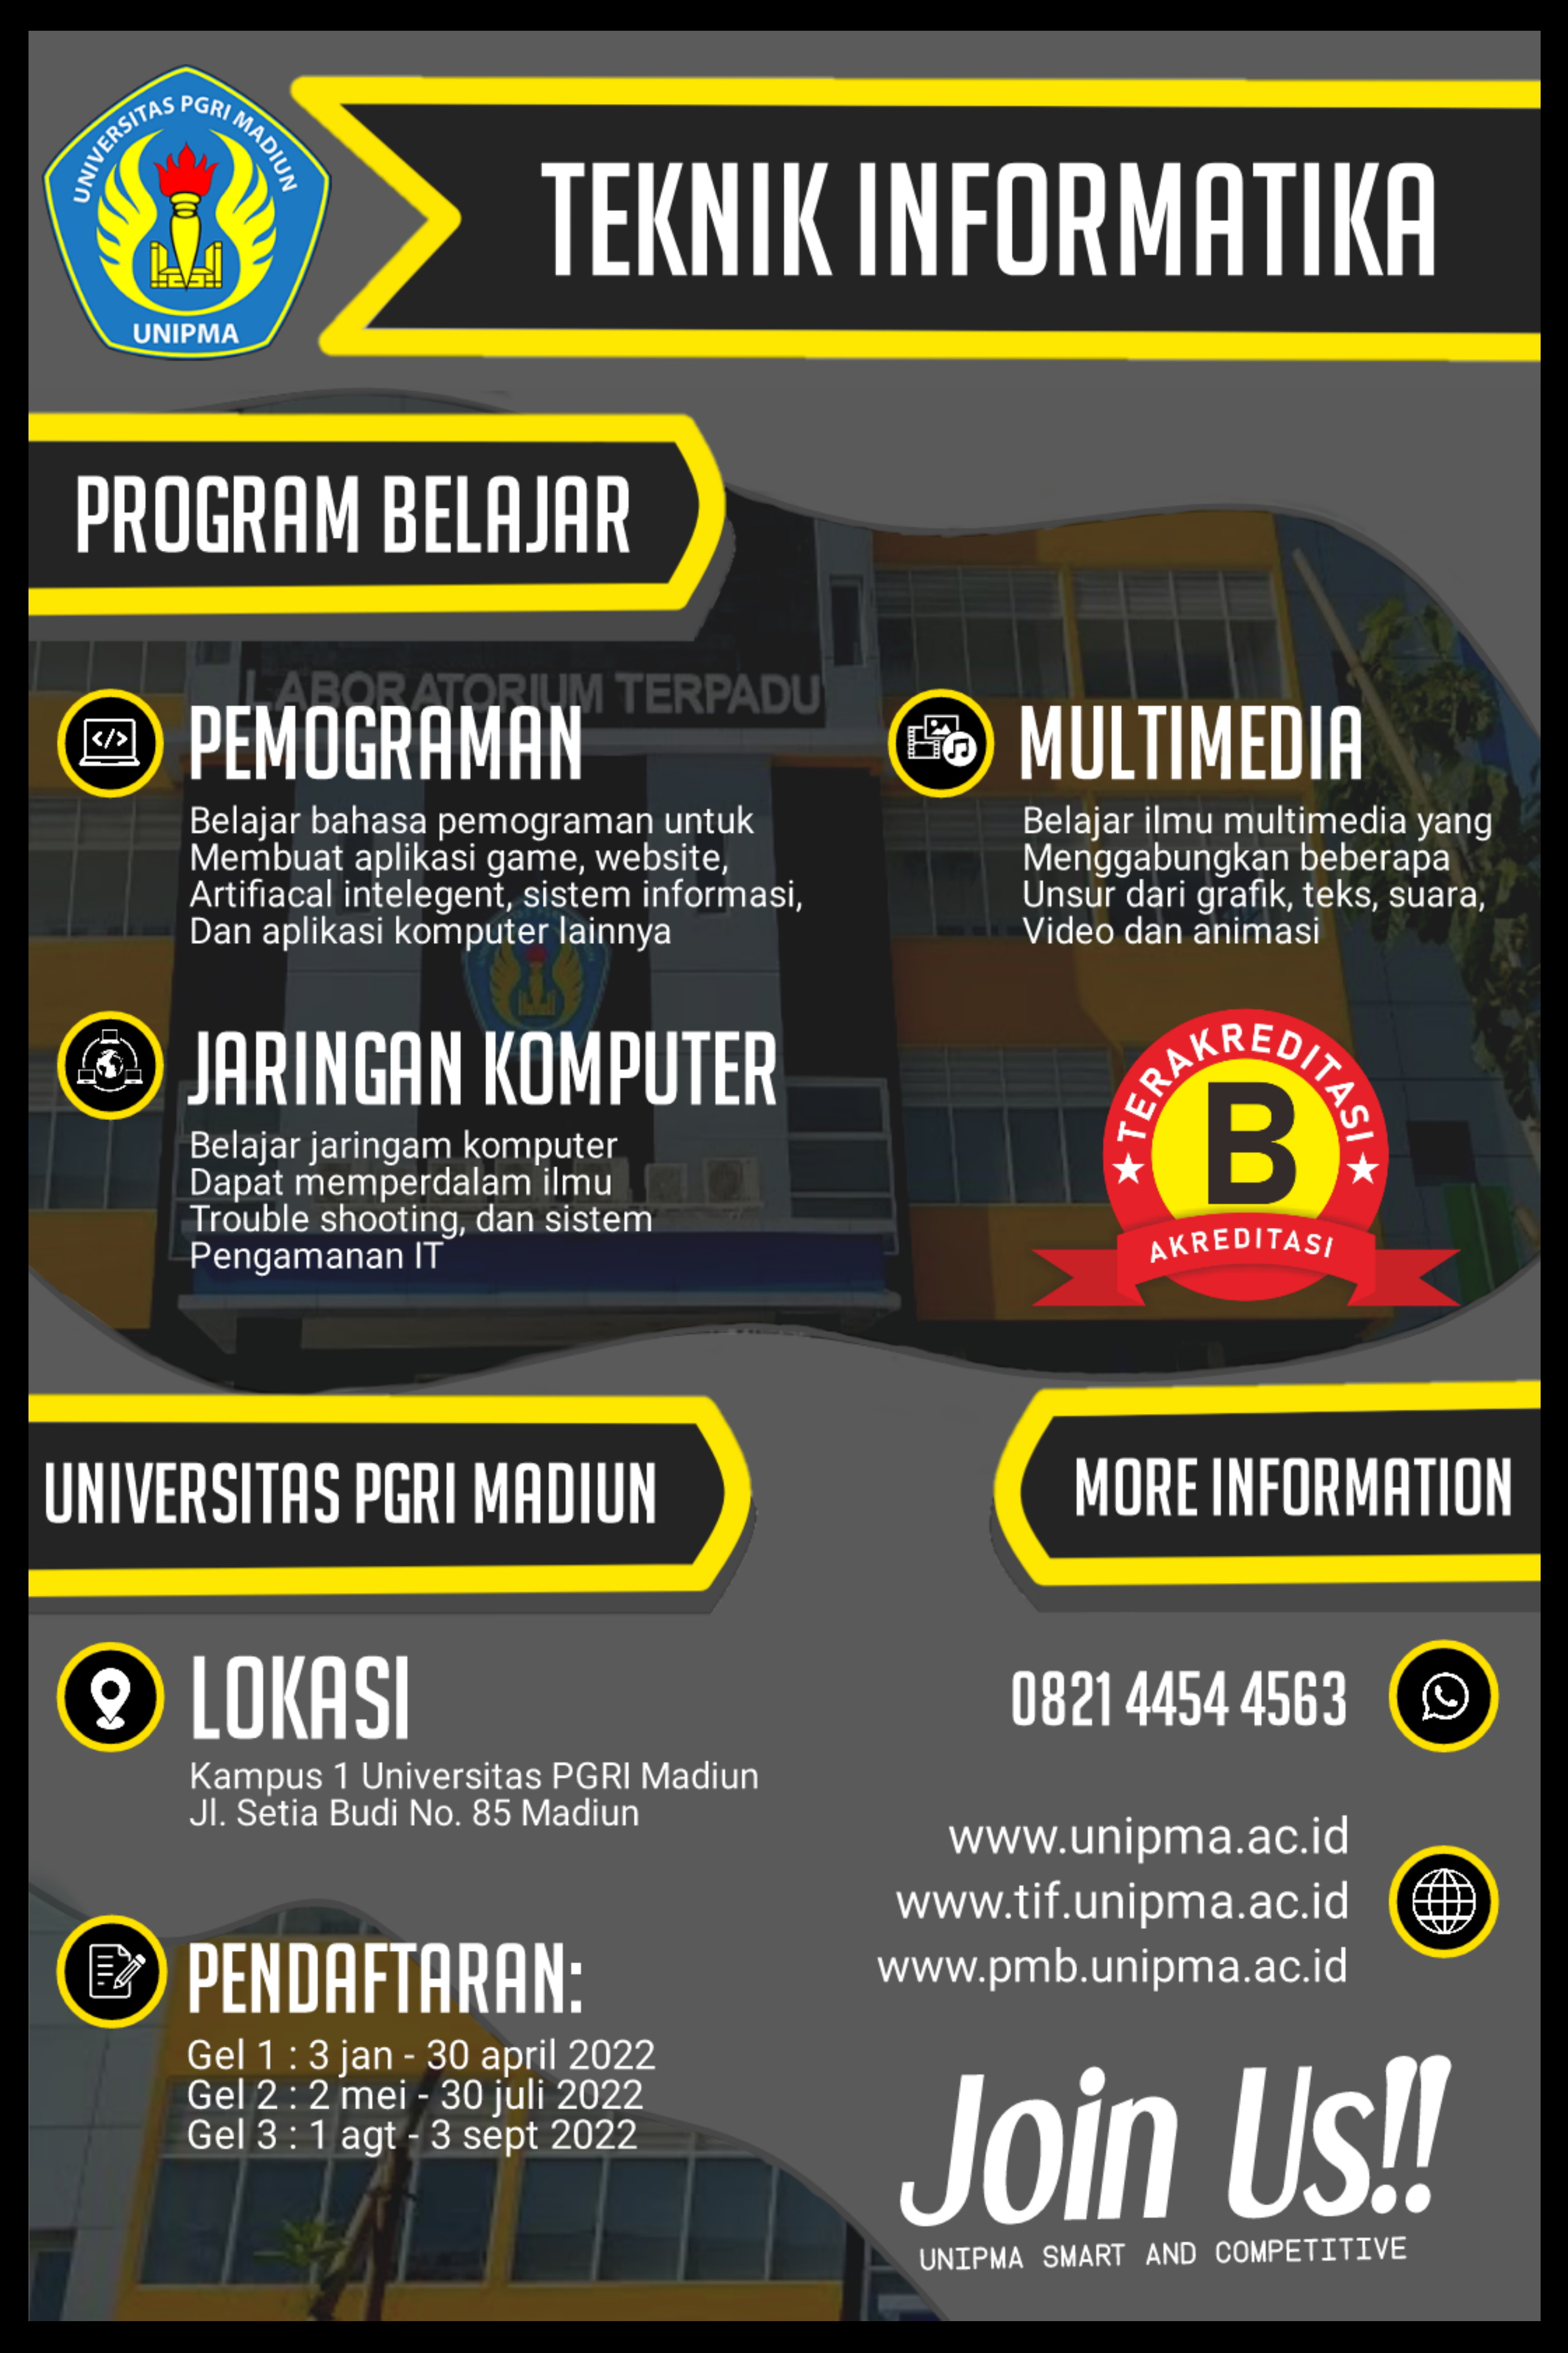 UNIVERSITAS PGRI MADIUN
UNIPMA
TEKNIK INFORMATIKA
PROGRAM BELAJAR
LABORATORIUM TERPADU
PEMOGRAMAN
Belajar bahasa pemograman untuk
Membuat aplikasi game, website,
Artifiacal intelegent, sistem informasi,
Dan aplikasi komputer lainnya
MULTIMEDIA
Belajar ilmu multimedia yang
Menggabungkan beberapa
Unsur dari grafik, teks, suara,
Video dan animasi
JARINGAN KOMPUTER
Belajar jaringam komputer
Dapat memperdalam ilmu
Trouble shooting, dan sistem
Pengamanan IT
TERAKREDITASI
B
AKREDITASI
UNIVERSITAS PGRI MADIUN
LOKASI
Kampus 1 Universitas PGRI Madiun
Jl. Setia Budi No. 85 Madiun
PENDAFTARAN:
Gel 1 : 3 jan - 30 april 2022
Gel 2 : 2 mei - 30 juli 2022
Gel 3 : 1 agt - 3 sept 2022
MORE INFORMATION
0821 4454 4563
www.unipma.ac.id
www.tif.unipma.ac.id
www.pmb.unipma.ac.id
Join Us!!
UNIPMA SMART AND COMPETITIVE